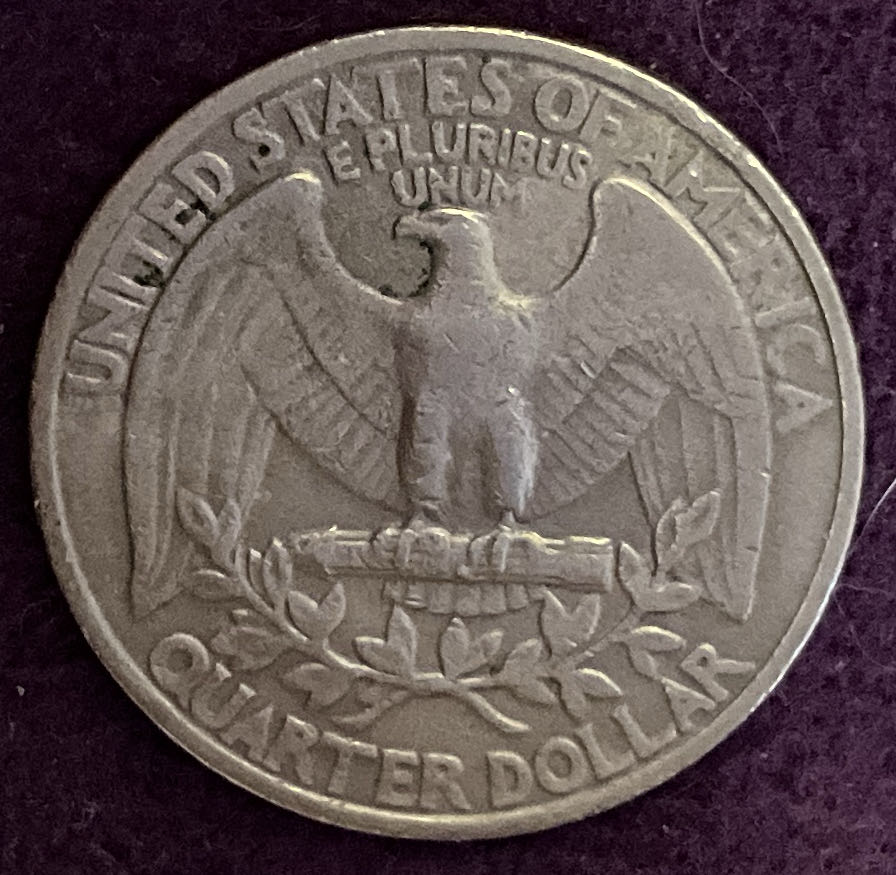 UNITED STATES OF AMERICA
E PLURIBUS
UNUM
QUARTER DOLLAR